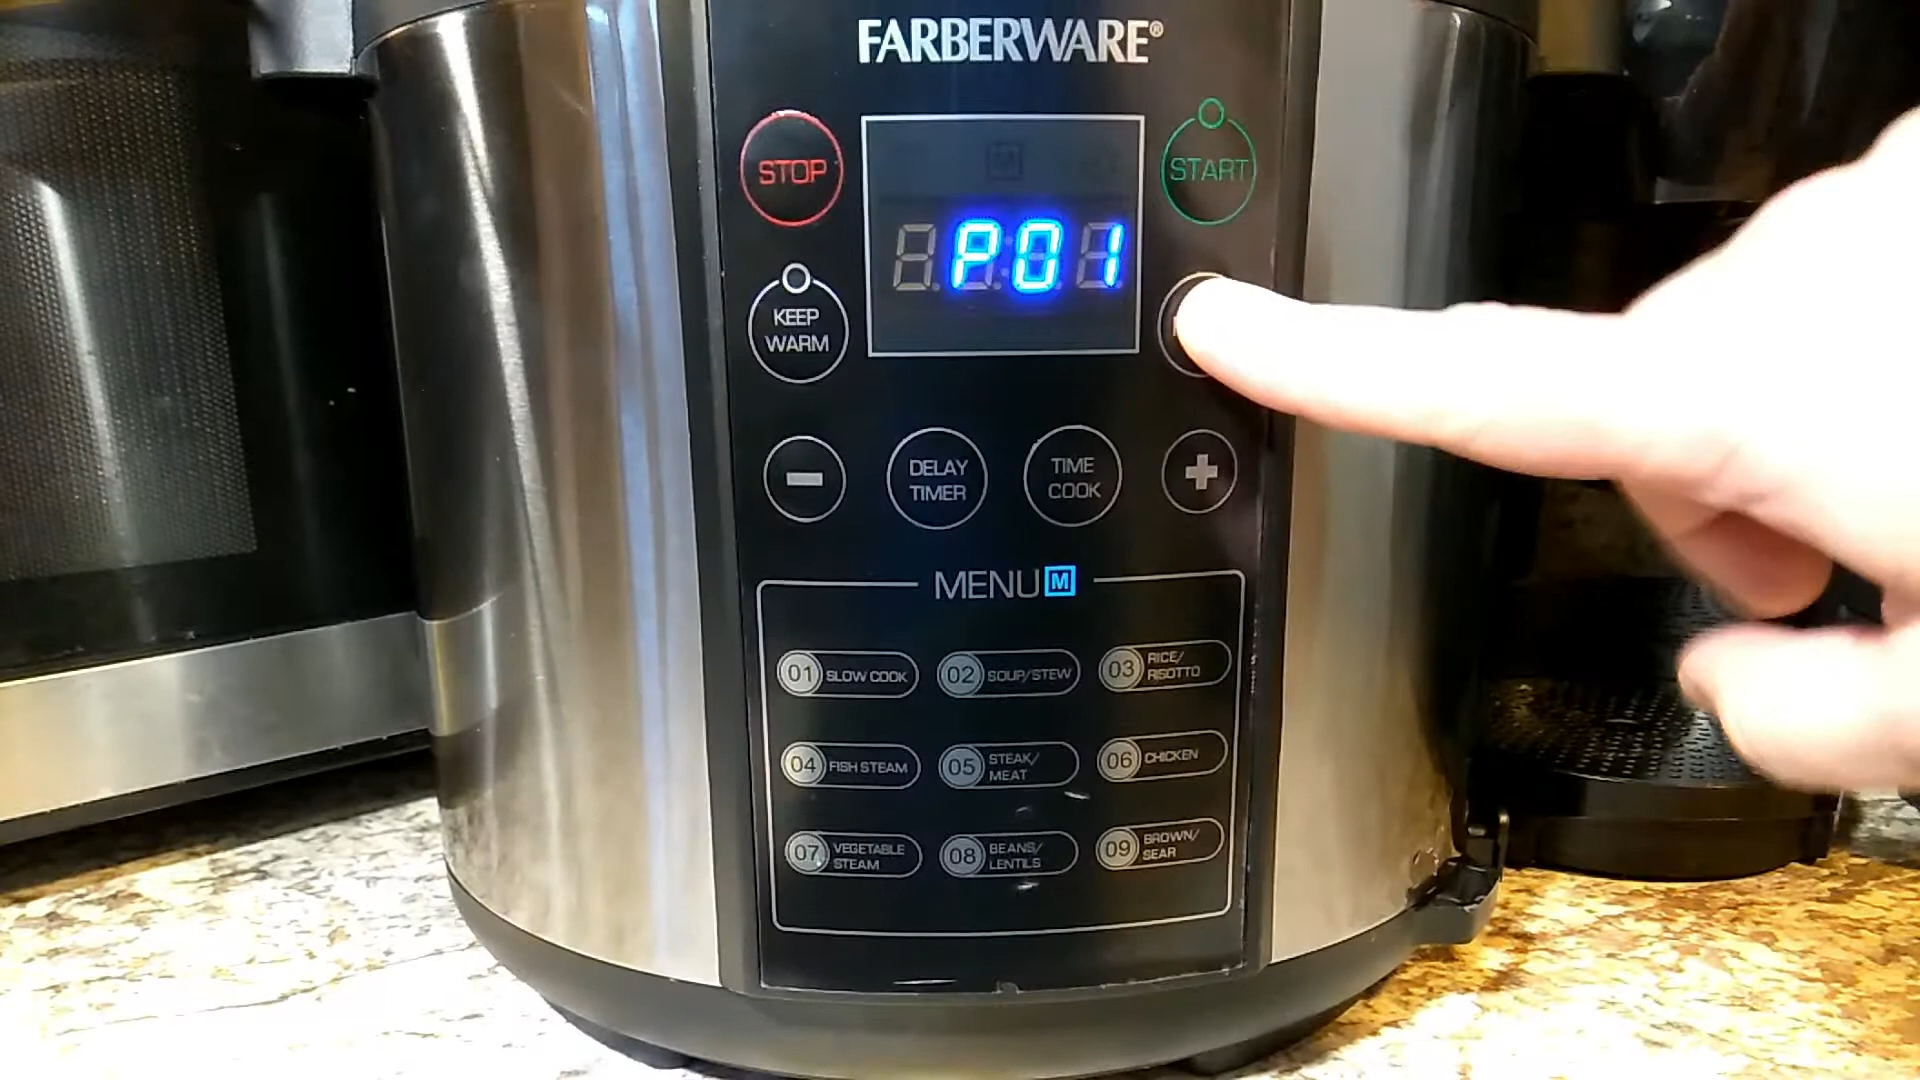 FARBERWARE®
STOP
START
P01
KEEP
WARM
DELAY
TIMER
TIME
COOK
MENU M
01 SLOW COOK
02 SOUP/STEW
03 RICE/
RISOTTO
04 FISH STEAM
05 STEAK/
MEAT
06 CHICKEN
07 VEGETABLE
STEAM
08 BEANS/
LENTILS
09 BROWN/
SEAR